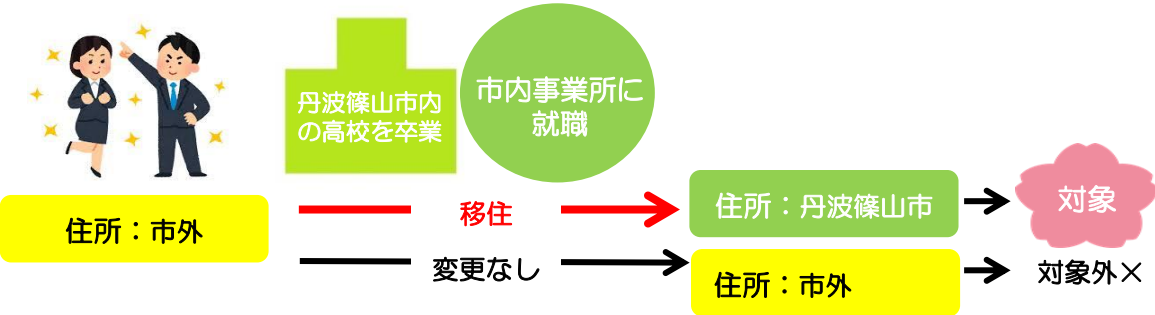 丹波篠山市内
の高校を卒業
市内事業所に
就職
住所：市外
移住
住所：丹波篠山市
対象
変更なし
住所：市外
対象外×